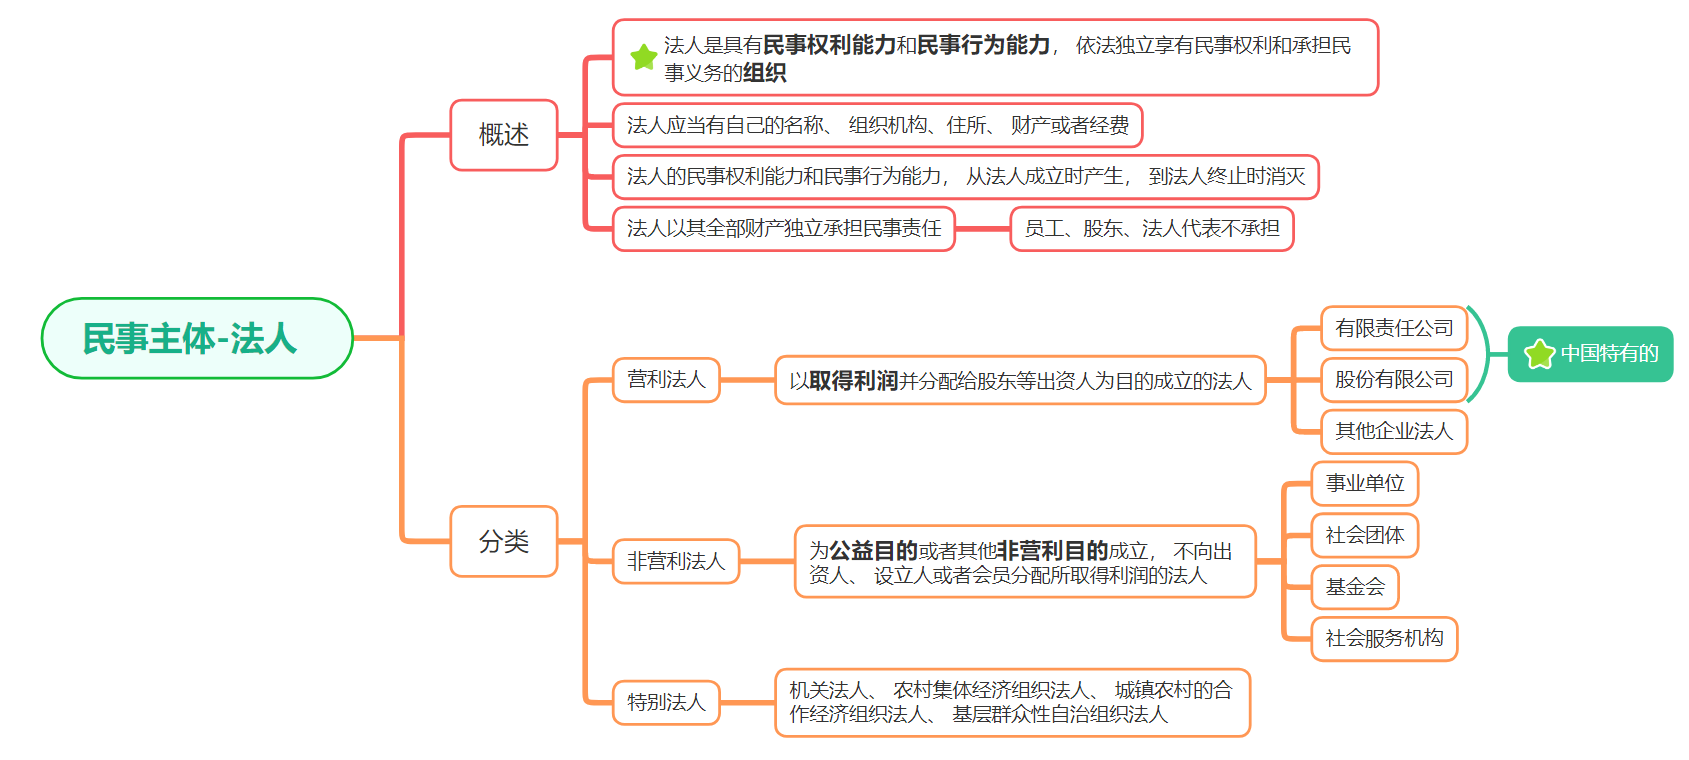 民事主体-法人
概述
法人是具有民事权利能力和民事行为能力， 依法独立享有民事权利和承担民
事义务的组织
法人应当有自己的名称、 组织机构、住所、 财产或者经费
法人的民事权利能力和民事行为能力， 从法人成立时产生， 到法人终止时消灭
法人以其全部财产独立承担民事责任
员工、股东、法人代表不承担
分类
营利法人
以取得利润并分配给股东等出资人为目的成立的法人
有限责任公司
股份有限公司
其他企业法人
中国特有的
非营利法人
为公益目的或者其他非营利目的成立， 不向出
资人、 设立人或者会员分配所取得利润的法人
事业单位
社会团体
基金会
社会服务机构
特别法人
机关法人、 农村集体经济组织法人、 城镇农村的合
作经济组织法人、 基层群众性自治组织法人